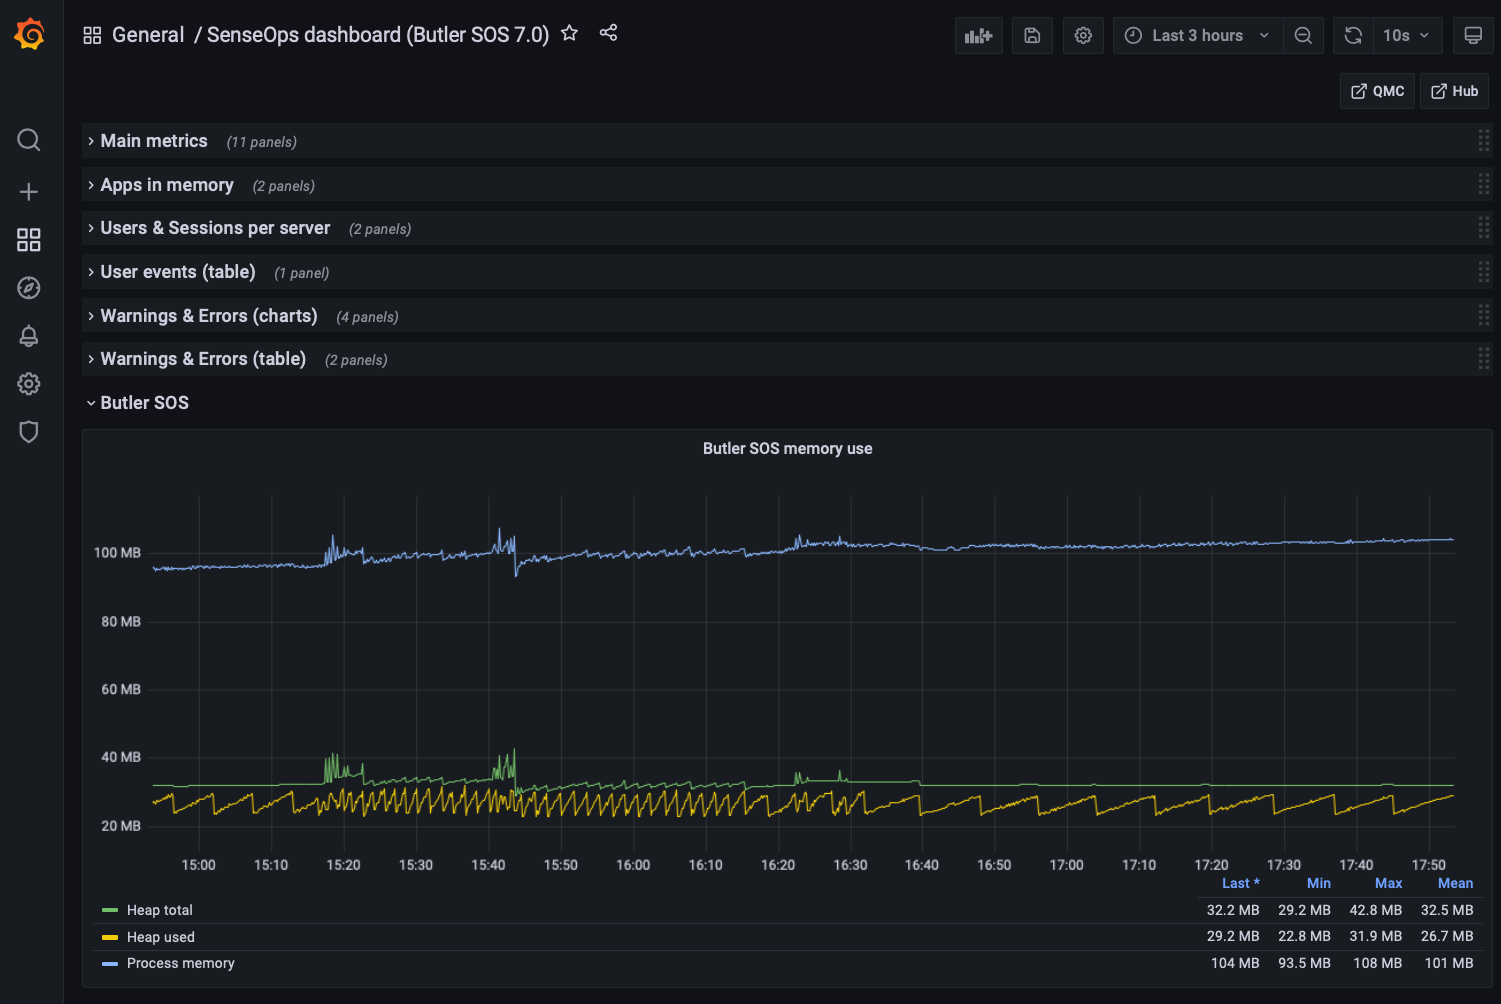 General / SenseOps dashboard (Butler SOS 7.0)
Last 3 hours
10s
QMC
Hub
Main metrics (11 panels)
Apps in memory (2 panels)
Users & Sessions per server (2 panels)
User events (table) (1 panel)
Warnings & Errors (charts) (4 panels)
Warnings & Errors (table) (2 panels)
Butler SOS
Butler SOS memory use
100 MB
80 MB
60 MB
40 MB
20 MB
15:00 15:10 15:20 15:30 15:40 15:50 16:00 16:10 16:20 16:30 16:40 16:50 17:00 17:10 17:20 17:30 17:40 17:50
Last * Min Max Mean
Heap total 32.2 MB 29.2 MB 42.8 MB 32.5 MB
Heap used 29.2 MB 22.8 MB 31.9 MB 26.7 MB
Process memory 104 MB 93.5 MB 108 MB 101 MB